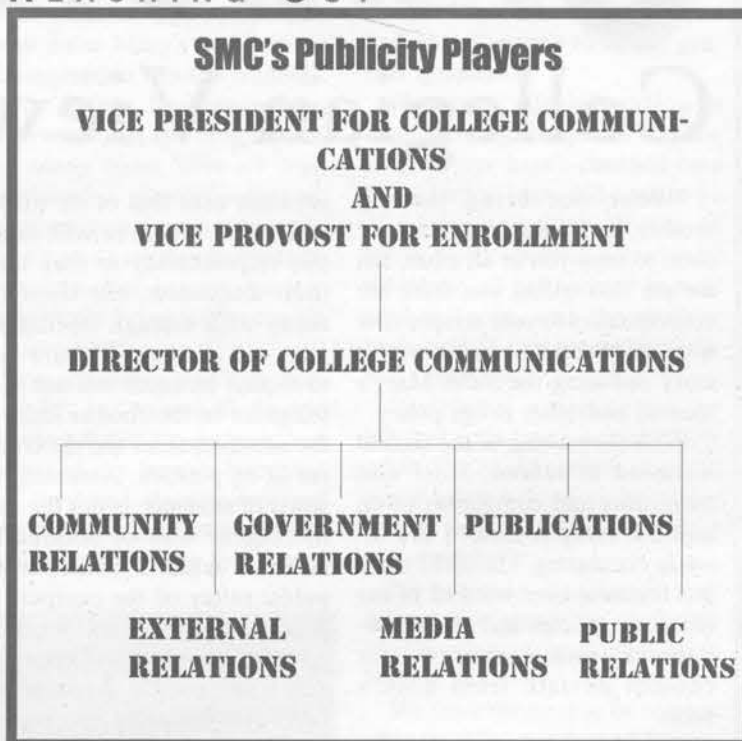 SMC's Publicity Players
VICE PRESIDENT FOR COLLEGE COMMUNI-
CATIONS
AND
VICE PROVOST FOR ENROLLMENT
DIRECTOR OF COLLEGE COMMUNICATIONS
COMMUNITY GOVERNMENT PUBLICATIONS
RELATIONS RELATIONS
EXTERNAL MEDIA PUBLIC
RELATIONS RELATIONS RELATIONS